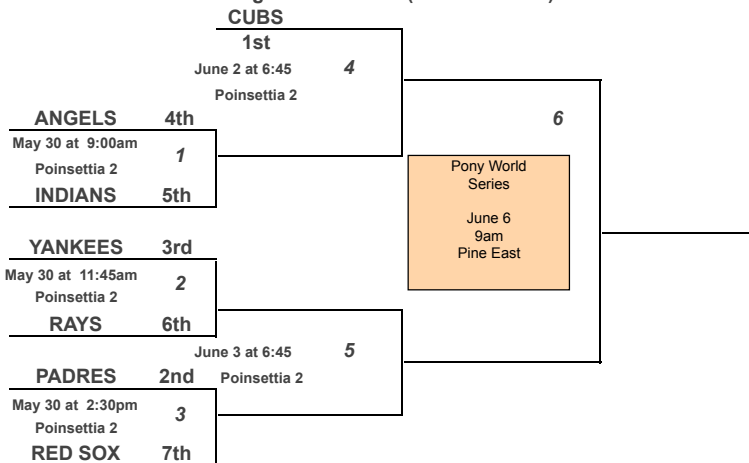 CUBS
1st
June 2 at 6:45 4
Poinsettia 2
ANGELS 4th
6
May 30 at 9:00am
1
Poinsettia 2
INDIANS 5th
Pony World
Series
June 6
9am
Pine East
YANKEES 3rd
May 30 at 11:45am
2
Poinsettia 2
RAYS 6th
June 3 at 6:45 5
PADRES 2nd Poinsettia 2
May 30 at 2:30pm
3
Poinsettia 2
RED SOX 7th